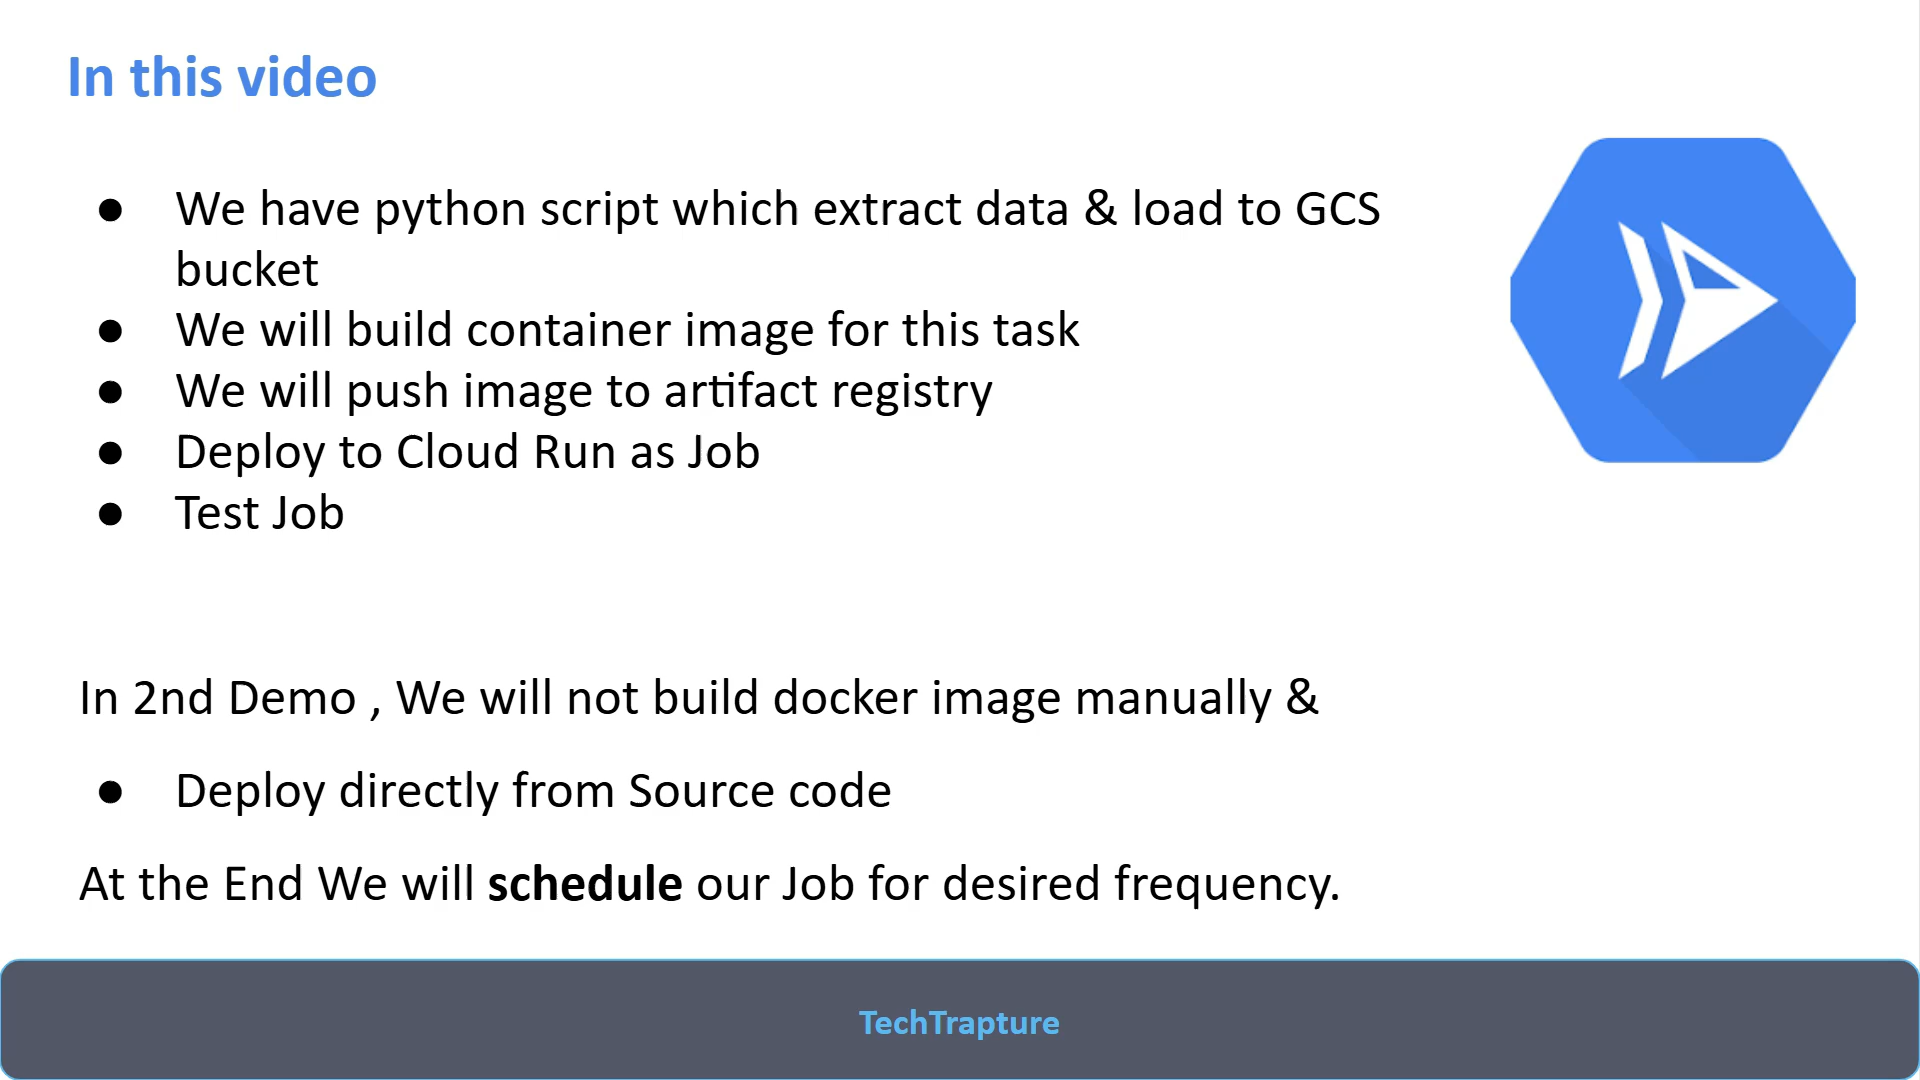 In this video
● We have python script which extract data & load to GCS
bucket
● We will build container image for this task
● We will push image to artifact registry
● Deploy to Cloud Run as Job
● Test Job
In 2nd Demo , We will not build docker image manually &
● Deploy directly from Source code
At the End We will schedule our Job for desired frequency.
TechTrapture